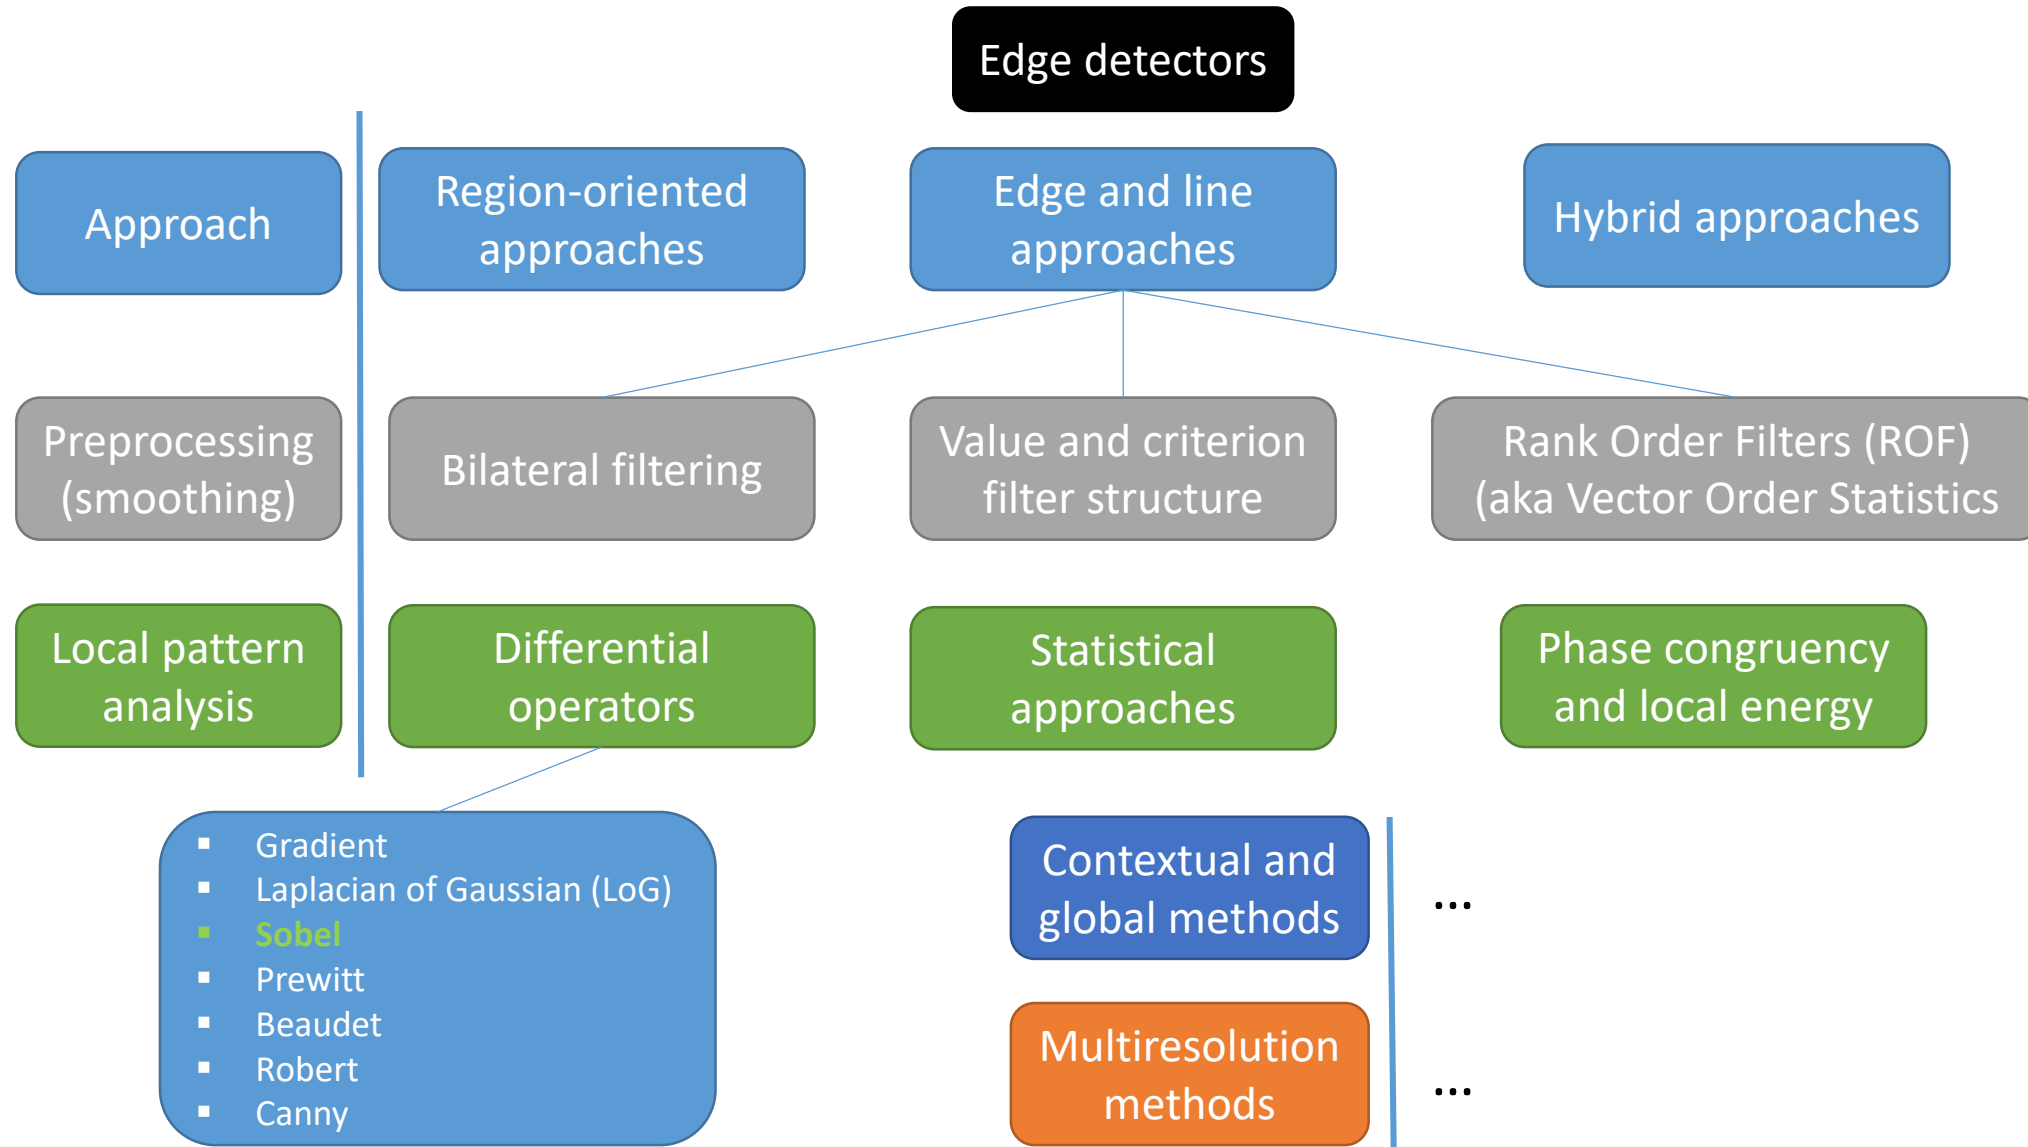 Edge detectors
Approach
Region-oriented
approaches
Edge and line
approaches
Hybrid approaches
Preprocessing
(smoothing)
Bilateral filtering
Value and criterion
filter structure
Rank Order Filters (ROF)
(aka Vector Order Statistics
Local pattern
analysis
Differential
operators
Statistical
approaches
Phase congruency
and local energy
▪ Gradient
▪ Laplacian of Gaussian (LoG)
▪ Sobel
▪ Prewitt
▪ Beaudet
▪ Robert
▪ Canny
Contextual and
global methods
...
Multiresolution
methods
...